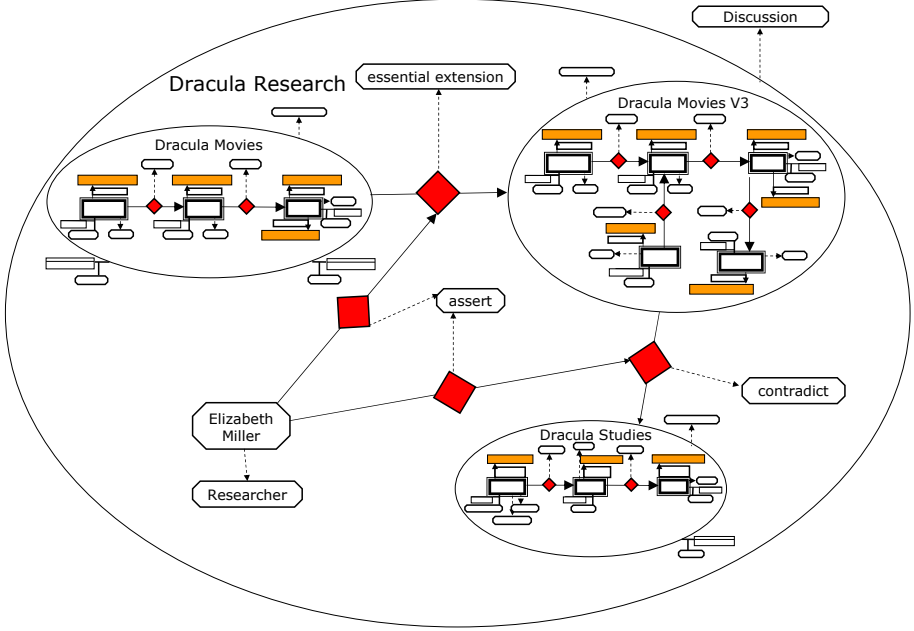 Discussion
essential extension
Dracula Research
Dracula Movies V3
Dracula Movies
assert
contradict
Elizabeth
Miller
Dracula Studies
Researcher